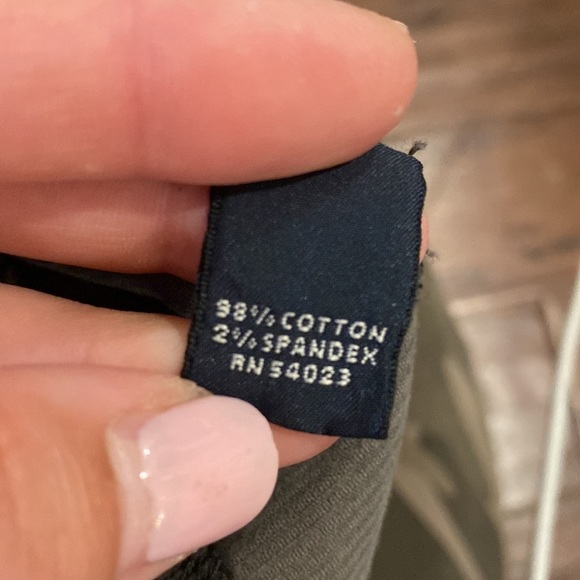 98% COTTON
2% SPANDEX
RN 54023